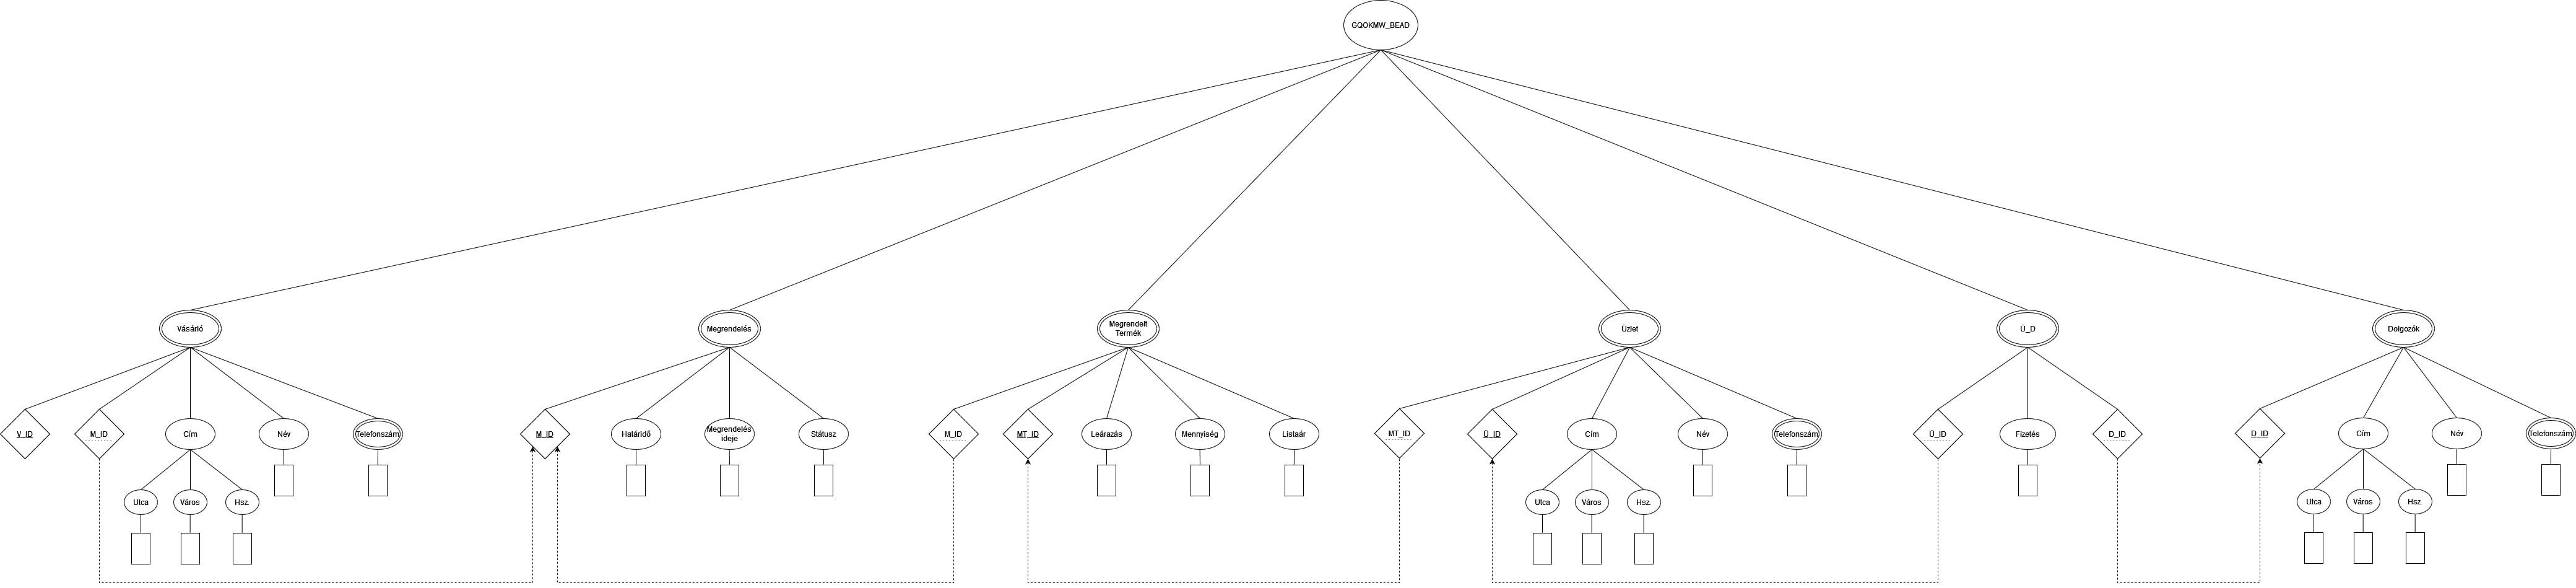 GQOKMW_BEAD
Vásárló
Megrendelés
Megrendelt
Termék
Üzlet
Ü_D
Dolgozók
V_ID
M_ID
Cím
Név
Telefonszám
M_ID
Határidő
Megrendelés
ideje
Státusz
M_ID
MT_ID
Leárazás
Mennyiség
Listaár
MT_ID
Ü_ID
Cím
Név
Telefonszám
Ü_ID
Fizetés
D_ID
D_ID
Cím
Név
Telefonszám
Utca
Város
Hsz.
Utca
Város
Hsz.
Utca
Város
Hsz.